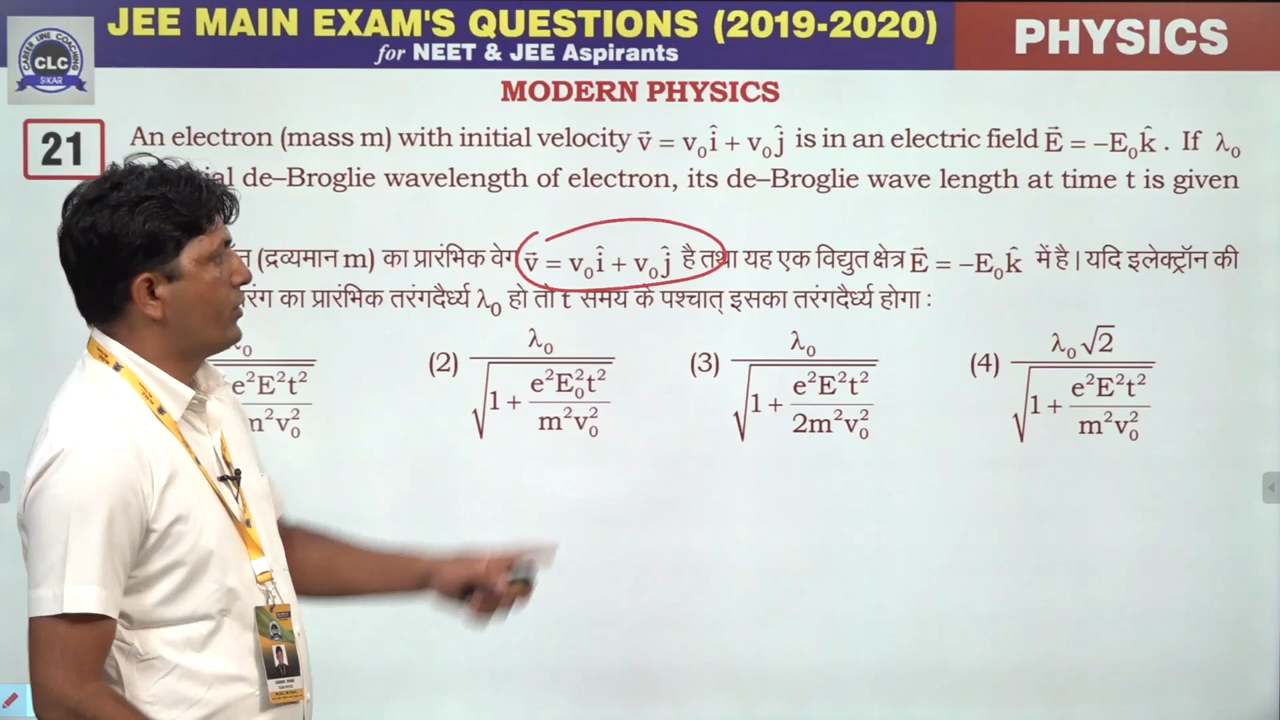 JEE MAIN EXAM'S QUESTIONS (2019-2020)
for NEET & JEE Aspirants
PHYSICS
CAREER LINE COACHING
CLC
SIKAR
MODERN PHYSICS
21
An electron (mass m) with initial velocity v⃗ = v₀î + v₀ĵ is in an electric field E⃗ = –E₀k̂ . If λ₀
de–Broglie wavelength of electron, its de–Broglie wave length at time t is given
(द्रव्यमान m) का प्रारंभिक वेग v⃗ = v₀î + v₀ĵ है तथा यह एक विद्युत क्षेत्र E⃗ = –E₀k̂ में है। यदि इलेक्ट्रॉन की
का प्रारंभिक तरंगदैर्ध्य λ₀ हो तो t समय के पश्चात् इसका तरंगदैर्ध्य होगा :
e²E²t²
(2) λ₀ / √(1 + e²E₀²t² / m²v₀²)
(3) λ₀ / √(1 + e²E²t² / 2m²v₀²)
(4) λ₀√2 / √(1 + e²E²t² / m²v₀²)